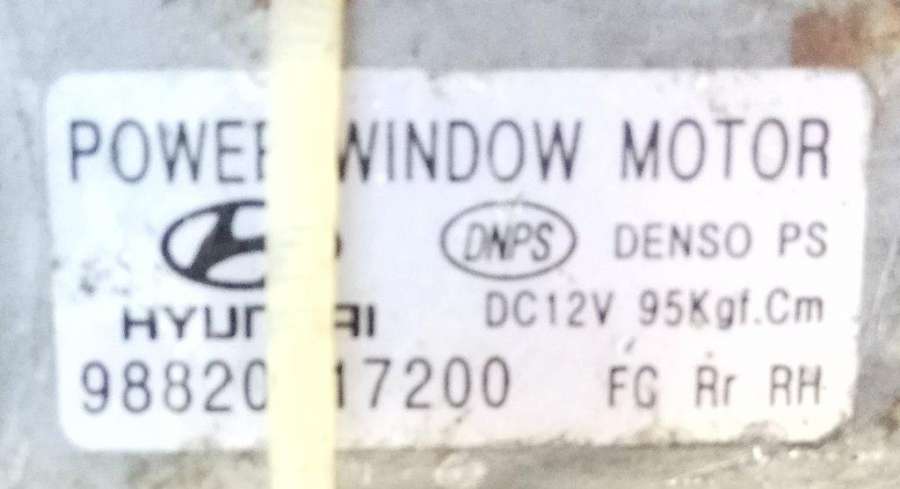 POWER WINDOW MOTOR
DNPS DENSO PS
HYUNDAI DC12V 95Kgf.Cm
98820 17200 FG Rr RH